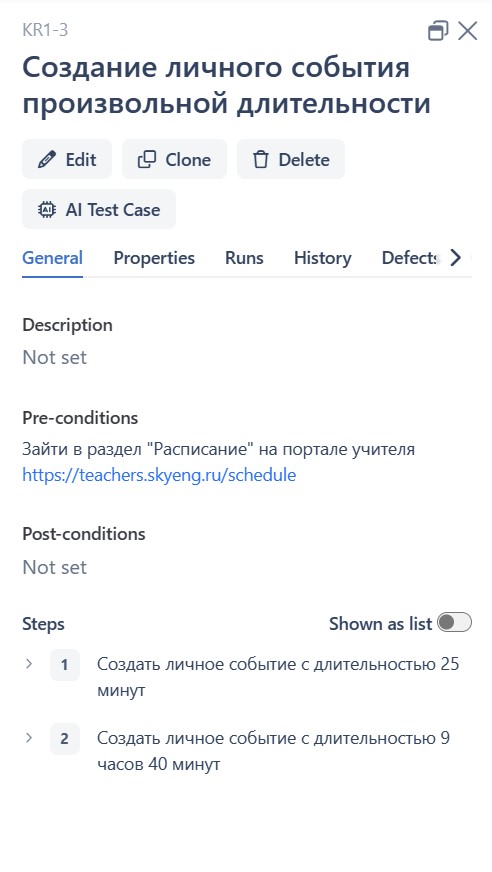 KR1-3
Создание личного события
произвольной длительности
Edit
Clone
Delete
AI Test Case
General
Properties
Runs
History
Defects
Description
Not set
Pre-conditions
Зайти в раздел "Расписание" на портале учителя
https://teachers.skyeng.ru/schedule
Post-conditions
Not set
Steps
Shown as list
1
Создать личное событие с длительностью 25
минут
2
Создать личное событие с длительностью 9
часов 40 минут